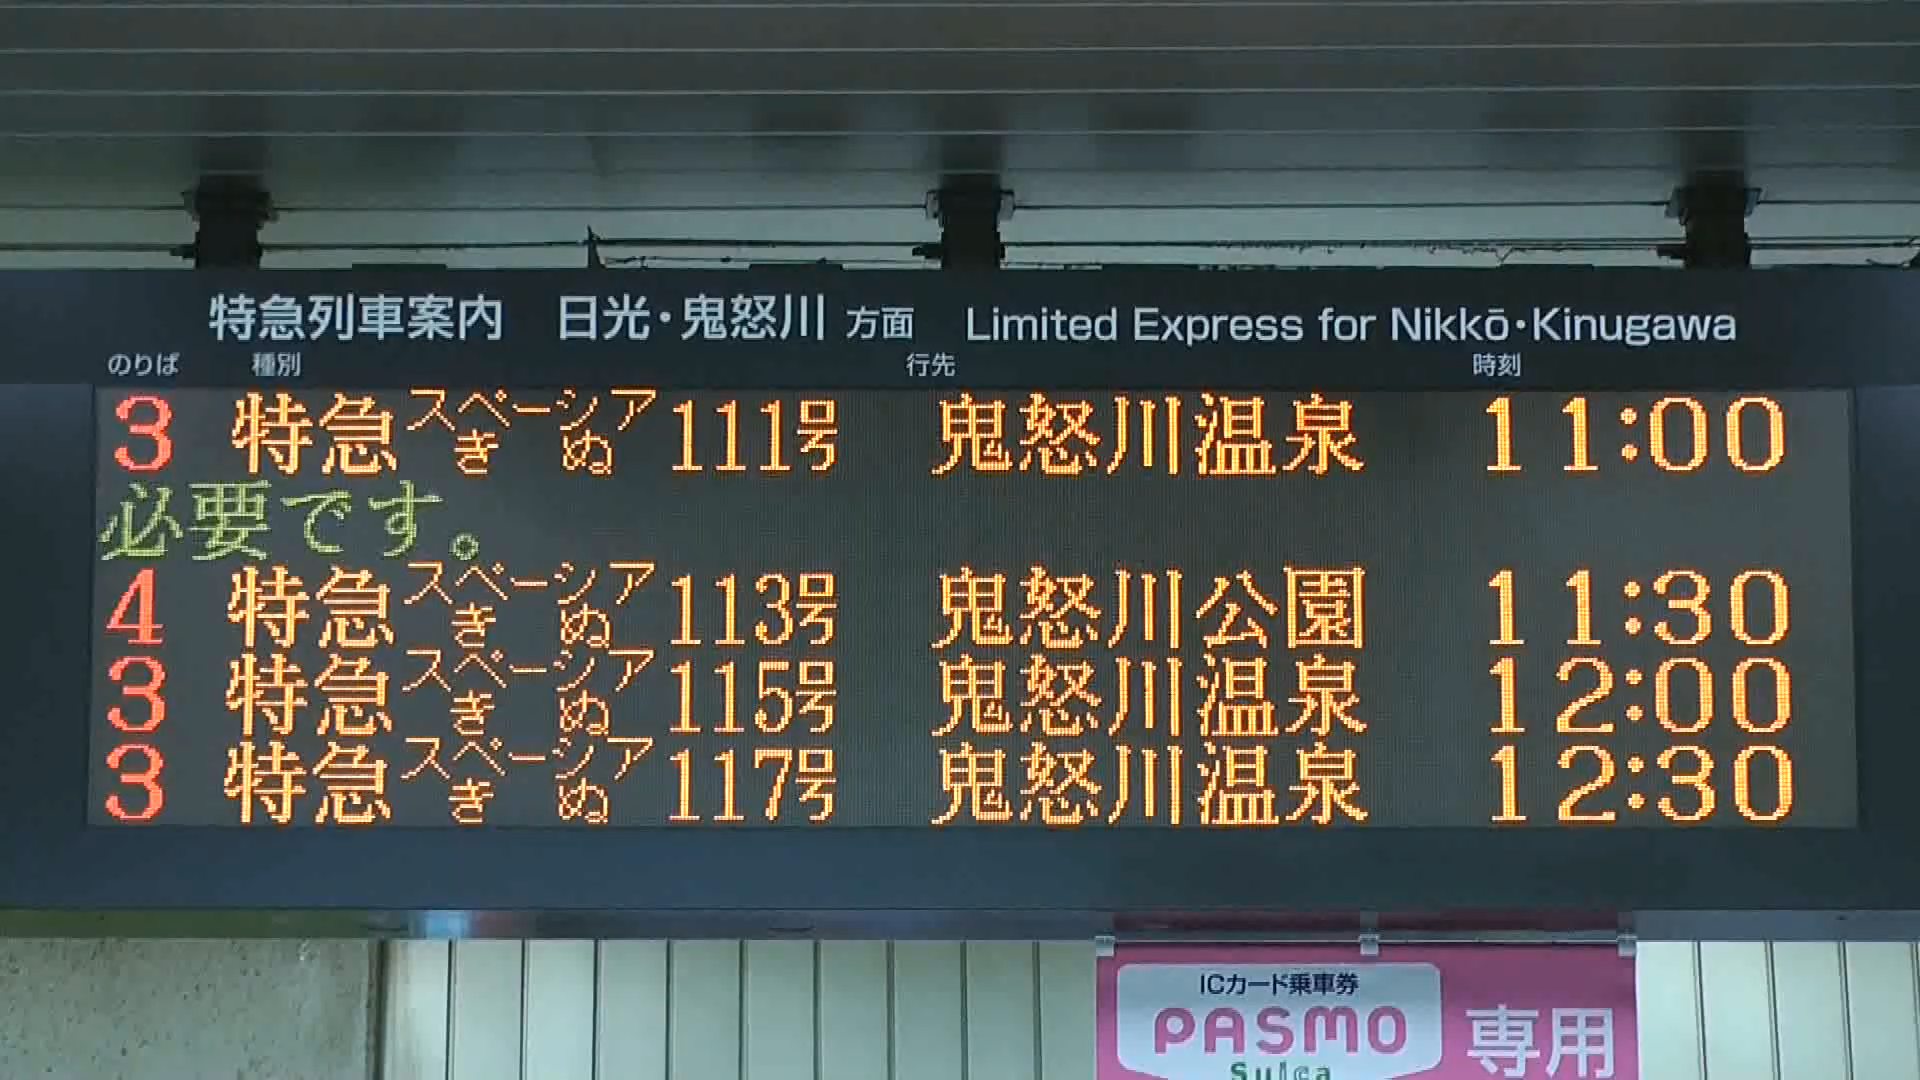 特急列車案内 日光・鬼怒川 方面 Limited Express for Nikkō・Kinugawa
のりば 種別 行先 時刻
3 特急 スペーシアきぬ 111号 鬼怒川温泉 11:00
必要です。
4 特急 スペーシアきぬ 113号 鬼怒川公園 11:30
3 特急 スペーシアきぬ 115号 鬼怒川温泉 12:00
3 特急 スペーシアきぬ 117号 鬼怒川温泉 12:30
ICカード乗車券
PASMO 専用
Suica